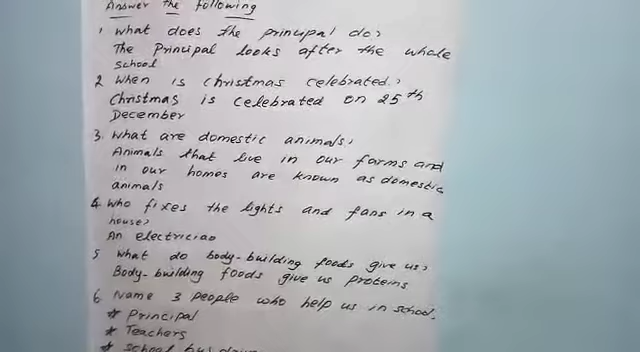 Answer the following
1 What does the principal do?
The Principal looks after the whole
school
2 When is Christmas celebrated?
Christmas is celebrated on 25th
December
3. What are domestic animals?
Animals that live in our farms and
in our homes are known as domestic
animals
4 Who fixes the lights and fans in a
house?
An electrician
5 What do body-building foods give us?
Body-building foods give us proteins
6 Name 3 people who help us in school.
* Principal
* Teachers
* School bus